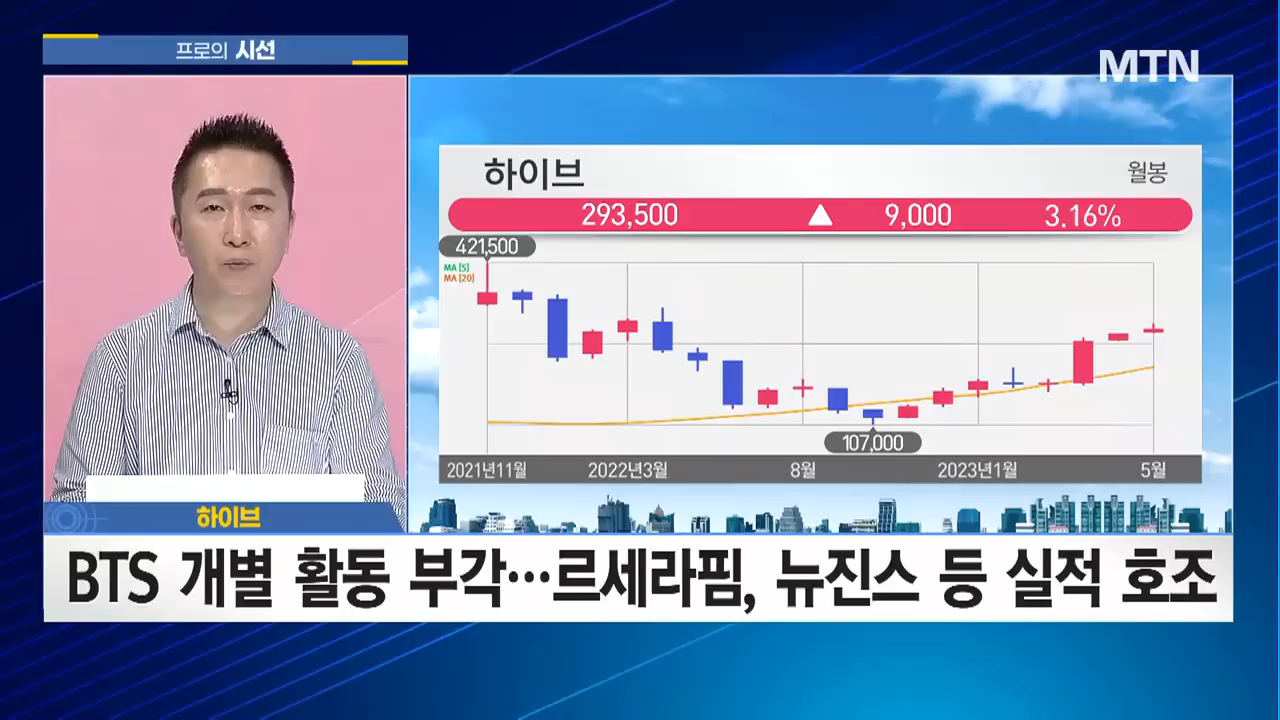 프로의 시선
MTN
하이브
월봉
293,500 ▲ 9,000 3.16%
421,500
MA [5]
MA [20]
107,000
2021년11월 2022년3월 8월 2023년1월 5월
하이브
BTS 개별 활동 부각…르세라핌, 뉴진스 등 실적 호조